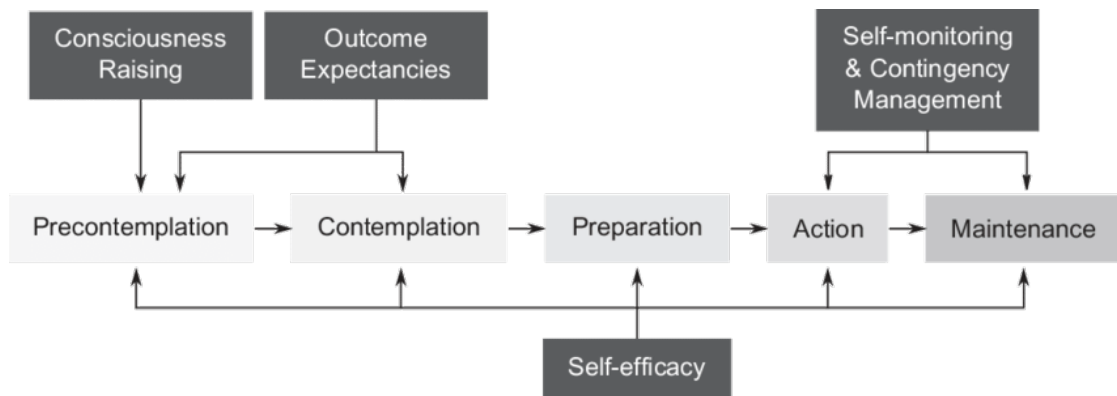 Consciousness
Raising
Outcome
Expectancies
Self-monitoring
& Contingency
Management
Precontemplation
Contemplation
Preparation
Action
Maintenance
Self-efficacy